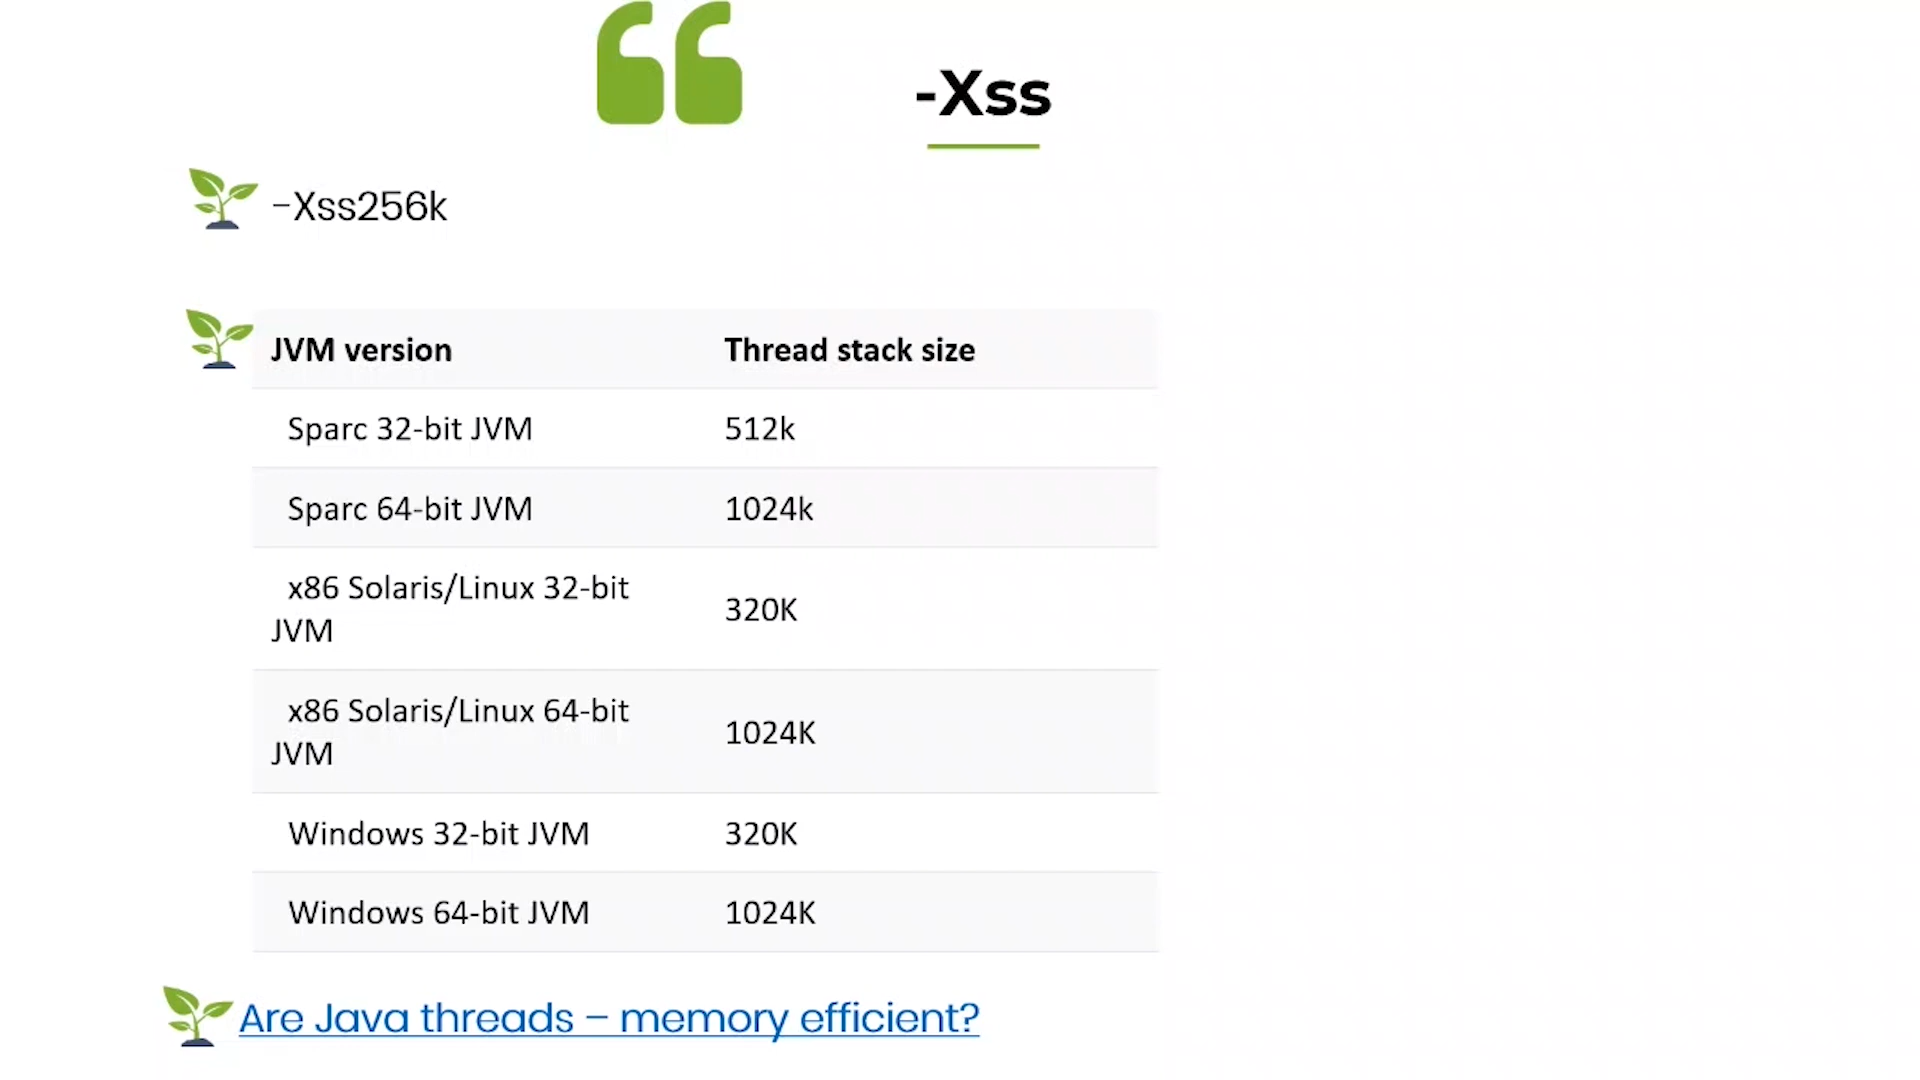 -Xss
-Xss256k
JVM version Thread stack size
Sparc 32-bit JVM 512k
Sparc 64-bit JVM 1024k
x86 Solaris/Linux 32-bit
JVM 320K
x86 Solaris/Linux 64-bit
JVM 1024K
Windows 32-bit JVM 320K
Windows 64-bit JVM 1024K
Are Java threads – memory efficient?